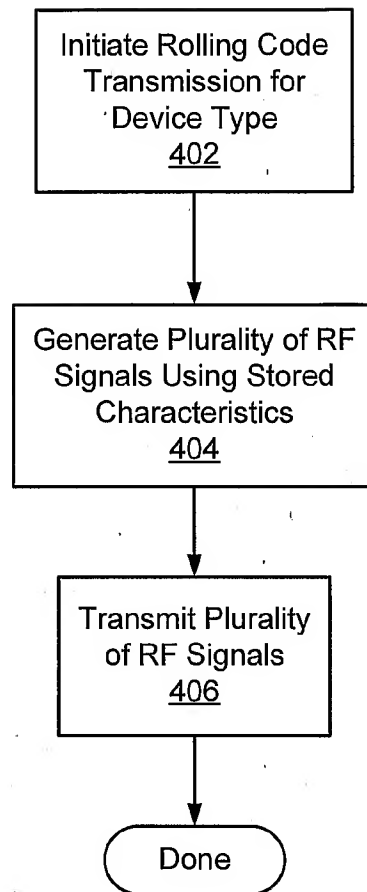 Initiate Rolling Code
Transmission for
Device Type
402
Generate Plurality of RF
Signals Using Stored
Characteristics
404
Transmit Plurality
of RF Signals
406
Done